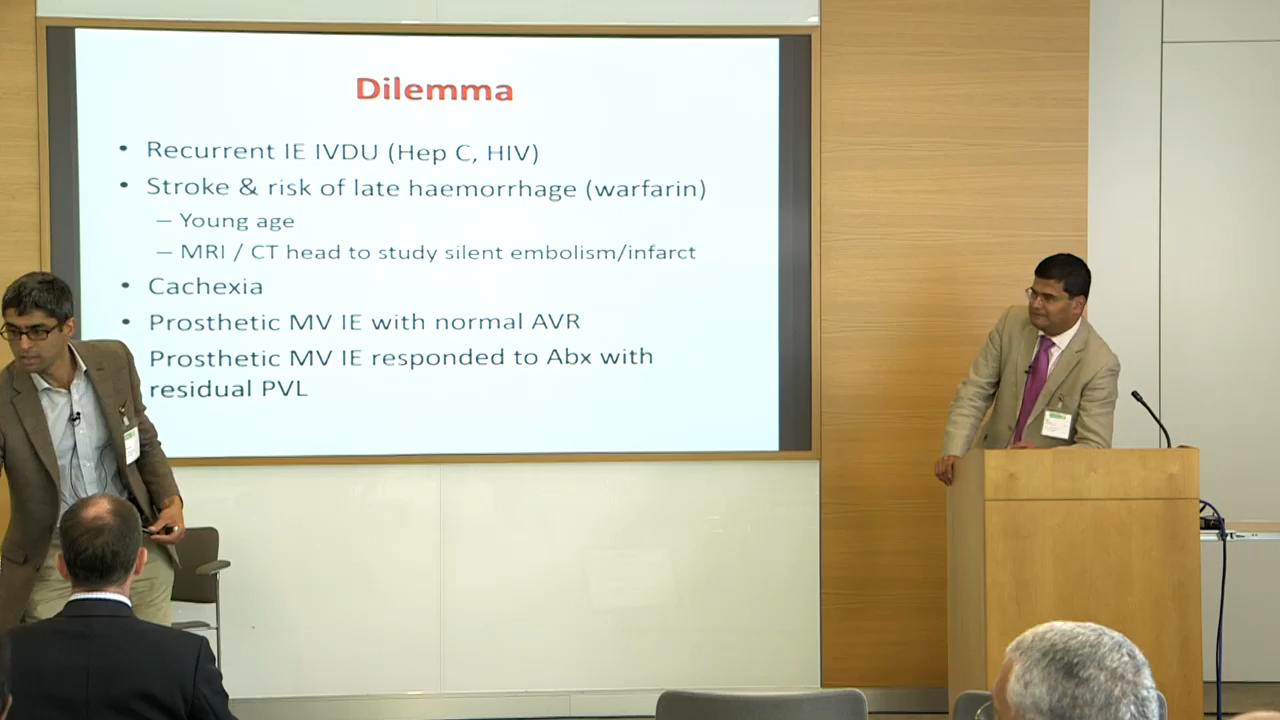 Dilemma
• Recurrent IE IVDU (Hep C, HIV)
• Stroke & risk of late haemorrhage (warfarin)
– Young age
– MRI / CT head to study silent embolism/infarct
• Cachexia
• Prosthetic MV IE with normal AVR
Prosthetic MV IE responded to Abx with
residual PVL